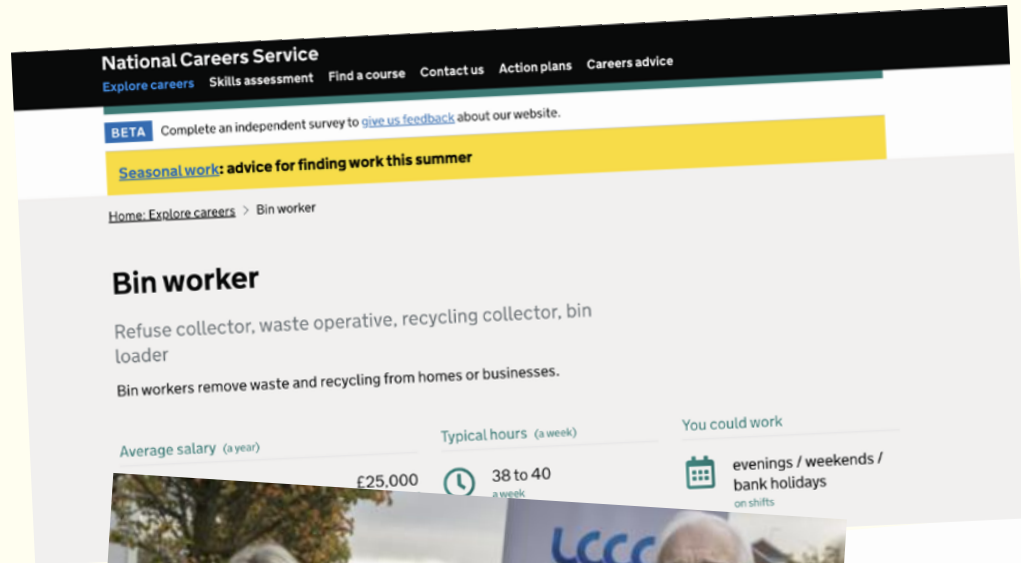 National Careers Service
Explore careers Skills assessment Find a course Contact us Action plans Careers advice
BETA Complete an independent survey to give us feedback about our website.
Seasonal work: advice for finding work this summer
Home: Explore careers > Bin worker
Bin worker
Refuse collector, waste operative, recycling collector, bin
loader
Bin workers remove waste and recycling from homes or businesses.
Average salary (a year)
£25,000
Typical hours (a week)
38 to 40
a week
You could work
evenings / weekends /
bank holidays
on shifts
LCCC